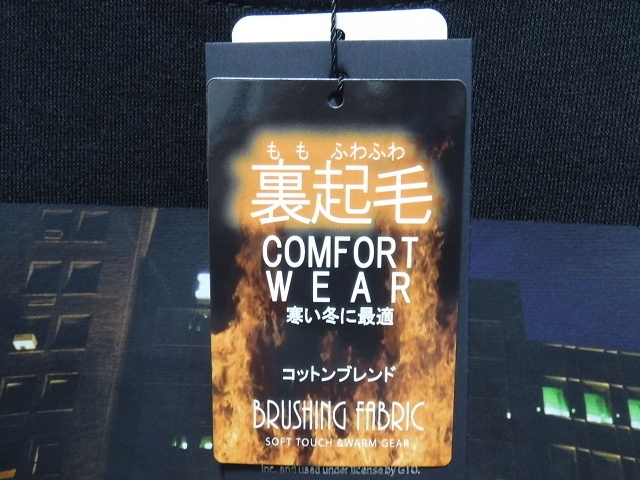 もも ふわふわ
裏起毛
COMFORT
WEAR
寒い冬に最適
コットンブレンド
BRUSHING FABRIC
SOFT TOUCH & WARM GEAR
Inc. and used under license by GTO.